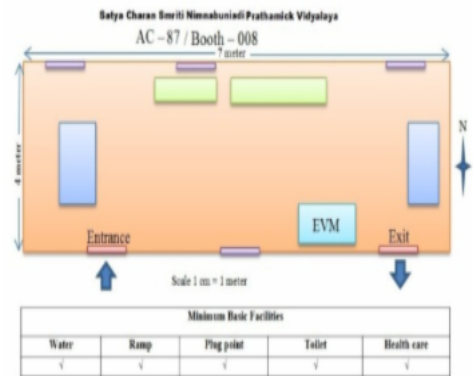 Satya Charan Smriti Nimnabuniadi Prathamick Vidyalaya
AC – 87 / Booth – 008
7 meter
4 meter
N
EVM
Entrance
Exit
Scale 1 cm = 1 meter
Minimum Basic Facilities
Water Ramp Plug point Toilet Health care
√ √ √ √ √